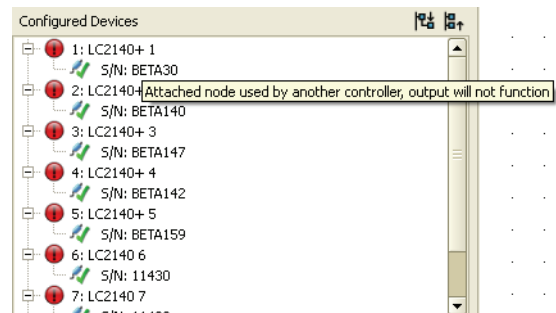 Configured Devices
1: LC2140+ 1
S/N: BETA30
2: LC2140+
Attached node used by another controller, output will not function
S/N: BETA140
3: LC2140+ 3
S/N: BETA147
4: LC2140+ 4
S/N: BETA142
5: LC2140+ 5
S/N: BETA159
6: LC2140 6
S/N: 11430
7: LC2140 7